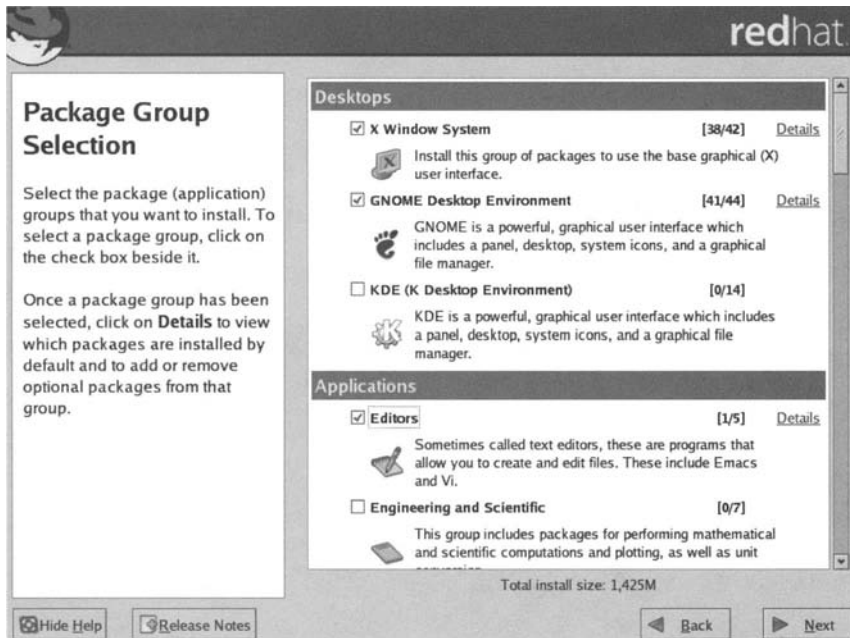 redhat.
Package Group
Selection
Select the package (application)
groups that you want to install. To
select a package group, click on
the check box beside it.
Once a package group has been
selected, click on Details to view
which packages are installed by
default and to add or remove
optional packages from that
group.
Desktops
X Window System [38/42] Details
Install this group of packages to use the base graphical (X)
user interface.
GNOME Desktop Environment [41/44] Details
GNOME is a powerful, graphical user interface which
includes a panel, desktop, system icons, and a graphical
file manager.
KDE (K Desktop Environment) [0/14]
KDE is a powerful, graphical user interface which includes
a panel, desktop, system icons, and a graphical file
manager.
Applications
Editors [1/5] Details
Sometimes called text editors, these are programs that
allow you to create and edit files. These include Emacs
and Vi.
Engineering and Scientific [0/7]
This group includes packages for performing mathematical
and scientific computations and plotting, as well as unit
Total install size: 1,425M
Hide Help
Release Notes
Back
Next